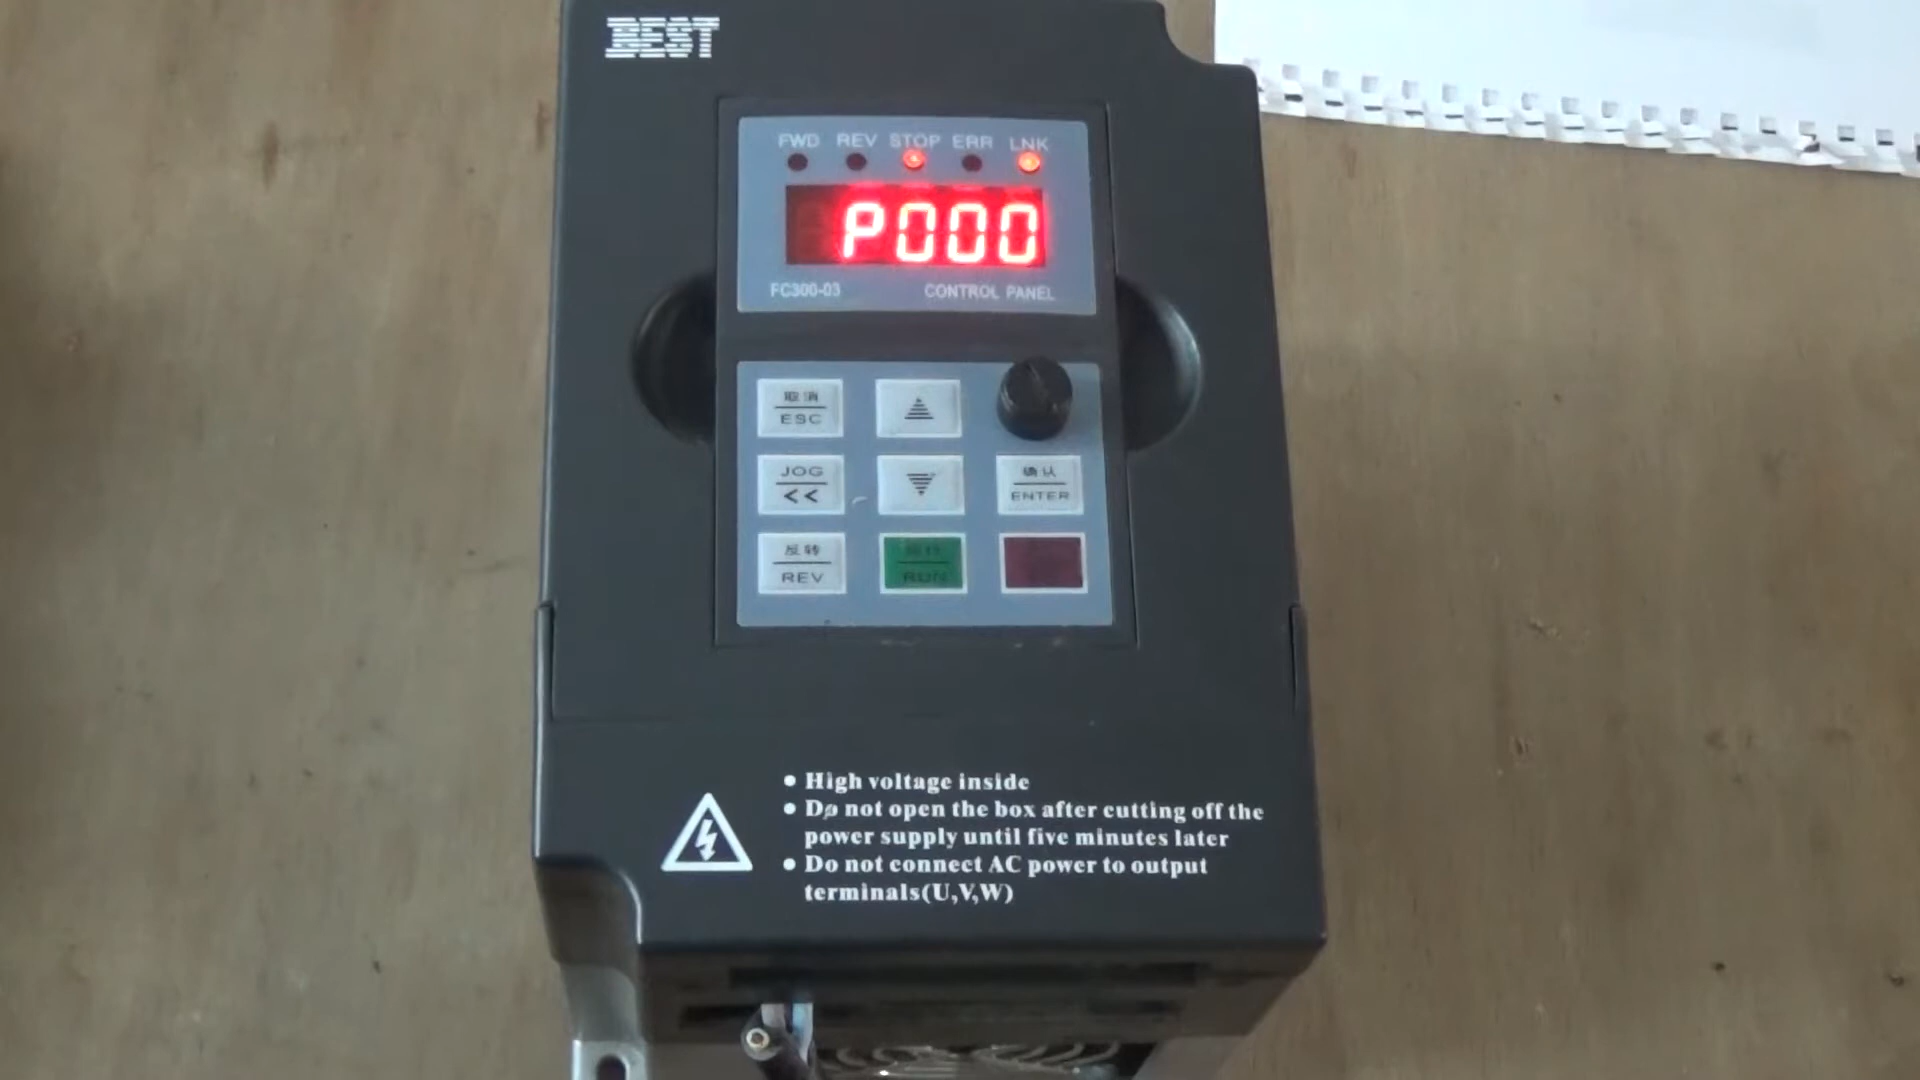 BEST
FWD REV STOP ERR LNK
P000
FC300-03 CONTROL PANEL
取消
ESC
JOG
<<
确认
ENTER
反转
REV
运行
RUN
High voltage inside
Do not open the box after cutting off the
power supply until five minutes later
Do not connect AC power to output
terminals(U,V,W)